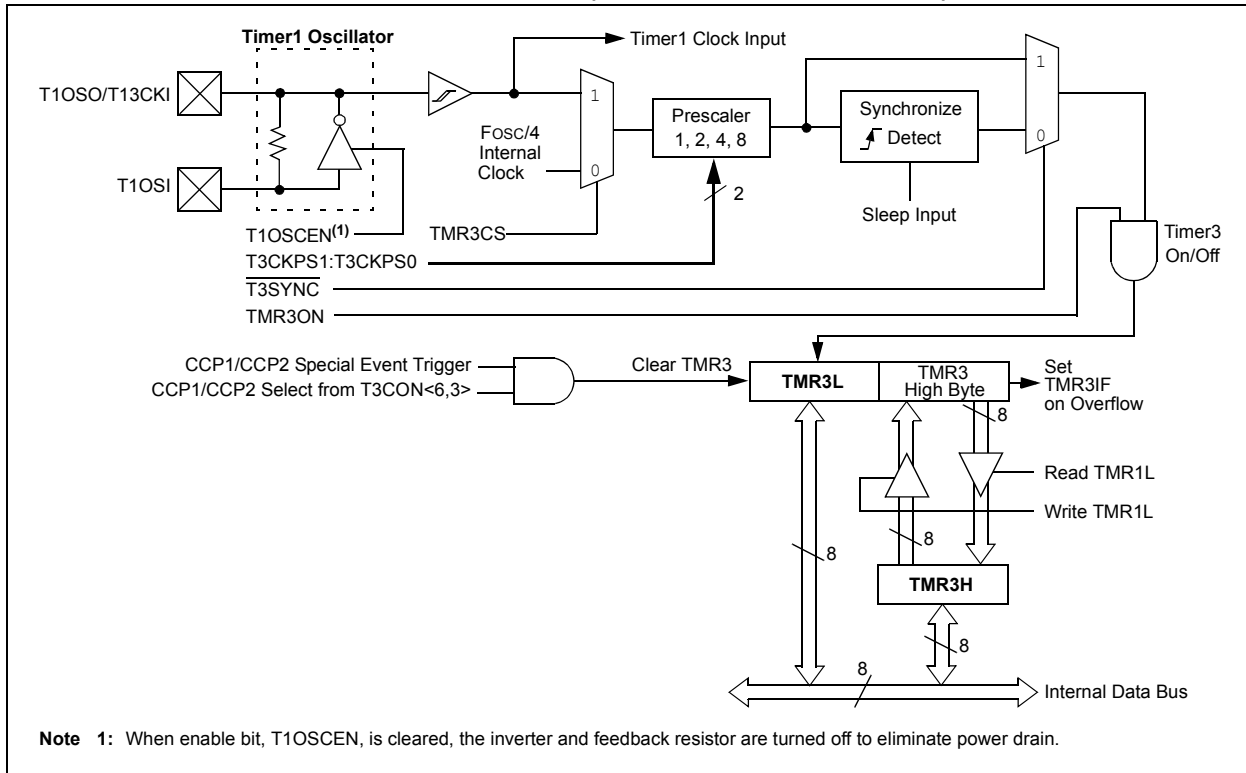 Timer1 Oscillator
Timer1 Clock Input
T1OSO/T13CKI
1
FOSC/4
Internal
Clock
0
Prescaler
1, 2, 4, 8
Synchronize
Detect
1
0
T1OSI
2
Sleep Input
T1OSCEN(1)
TMR3CS
Timer3
On/Off
T3CKPS1:T3CKPS0
T3SYNC
TMR3ON
CCP1/CCP2 Special Event Trigger
CCP1/CCP2 Select from T3CON<6,3>
Clear TMR3
TMR3L
TMR3
High Byte
Set
TMR3IF
on Overflow
8
Read TMR1L
Write TMR1L
8
8
TMR3H
8
8
Internal Data Bus
Note 1: When enable bit, T1OSCEN, is cleared, the inverter and feedback resistor are turned off to eliminate power drain.